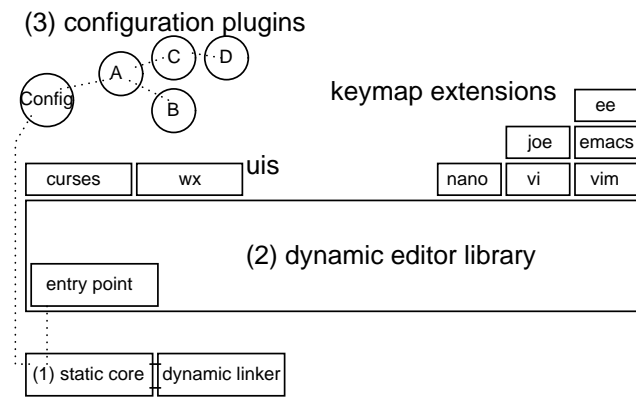 (3) configuration plugins
C
D
A
Config
B
keymap extensions
ee
joe
emacs
curses
wx
uis
nano
vi
vim
(2) dynamic editor library
entry point
(1) static core
dynamic linker